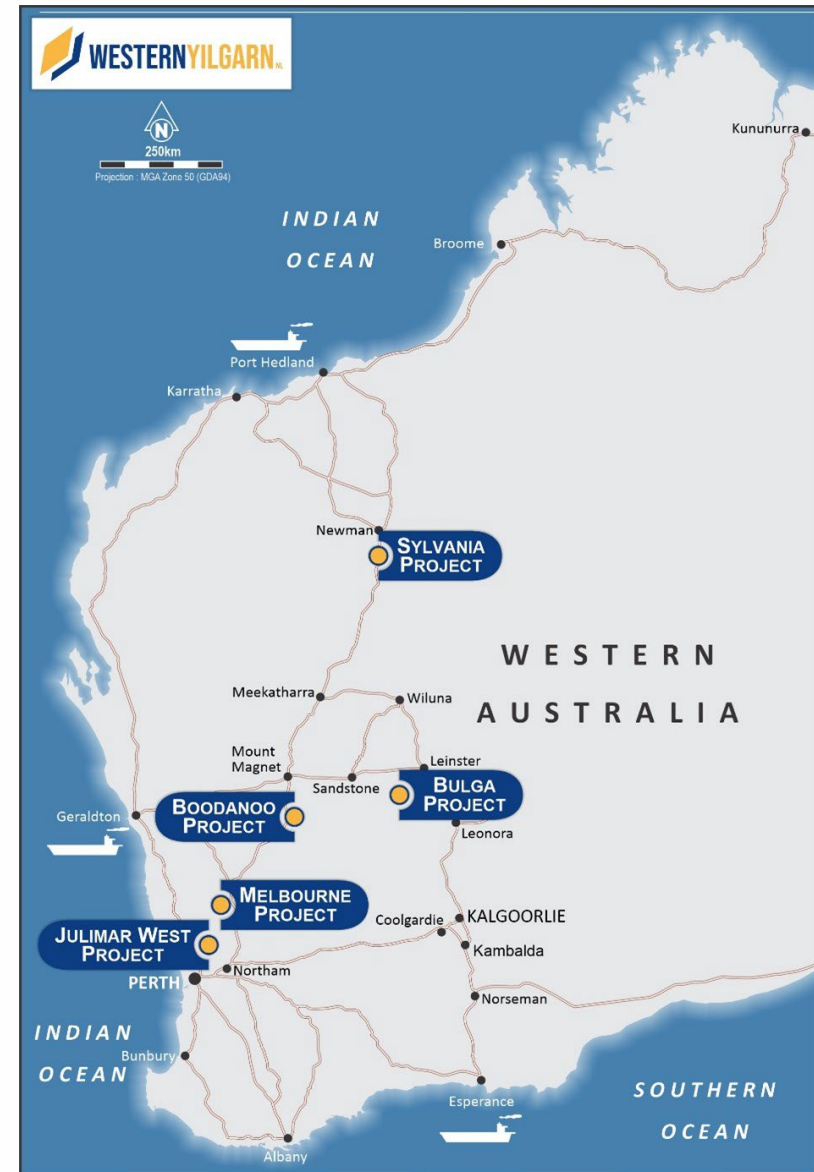 WESTERNYILGARN NL
N
250km
Projection : MGA Zone 50 (GDA94)
Kununurra
INDIAN
OCEAN
Broome
Port Hedland
Karratha
Newman
SYLVANIA
PROJECT
WESTERN
AUSTRALIA
Meekatharra
Wiluna
Mount
Magnet
Leinster
Sandstone
BULGA
PROJECT
BOODANOO
PROJECT
Geraldton
Leonora
MELBOURNE
PROJECT
Coolgardie
KALGOORLIE
JULIMAR WEST
PROJECT
Kambalda
Northam
PERTH
Norseman
INDIAN
OCEAN
Bunbury
Esperance
SOUTHERN
OCEAN
Albany